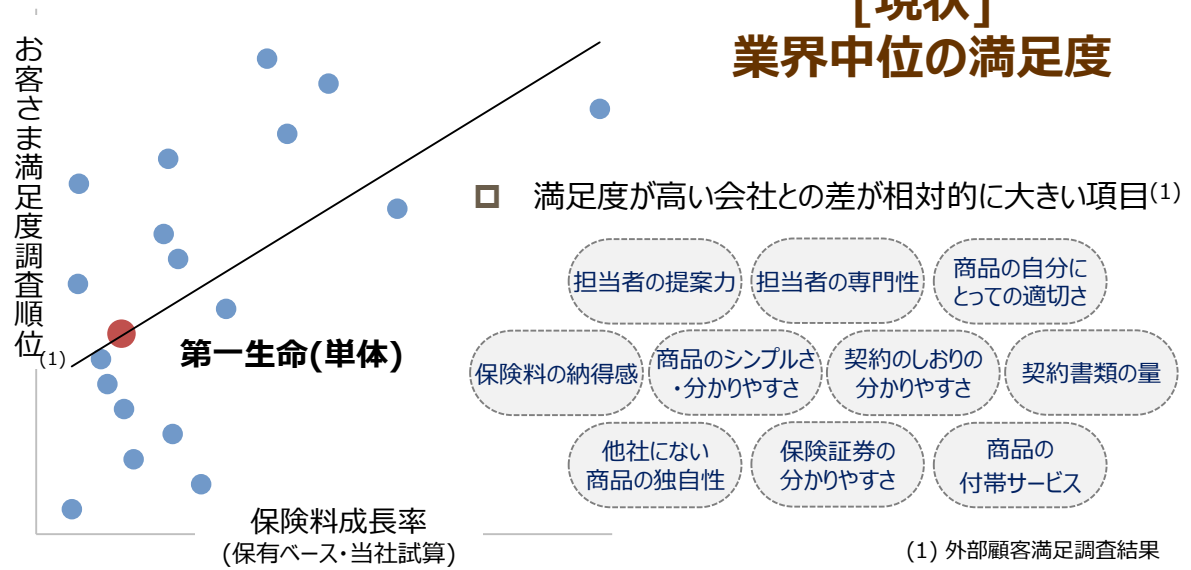 [現状]
業界中位の満足度
お客さま満足度調査順位(1)
第一生命(単体)
保険料成長率
(保有ベース・当社試算)
満足度が高い会社との差が相対的に大きい項目(1)
担当者の提案力
担当者の専門性
商品の自分に
とっての適切さ
保険料の納得感
商品のシンプルさ
・分かりやすさ
契約のしおりの
分かりやすさ
契約書類の量
他社にない
商品の独自性
保険証券の
分かりやすさ
商品の
付帯サービス
(1) 外部顧客満足調査結果